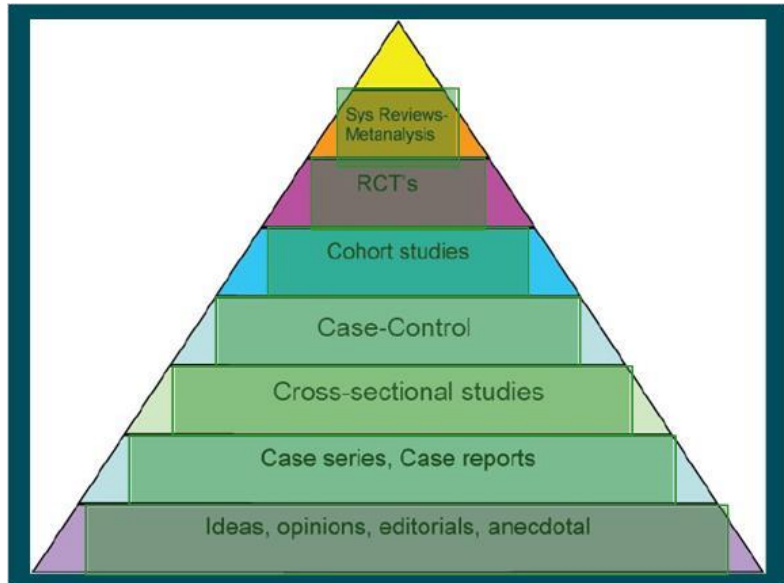 Sys Reviews-
Metanalysis
RCT's
Cohort studies
Case-Control
Cross-sectional studies
Case series, Case reports
Ideas, opinions, editorials, anecdotal